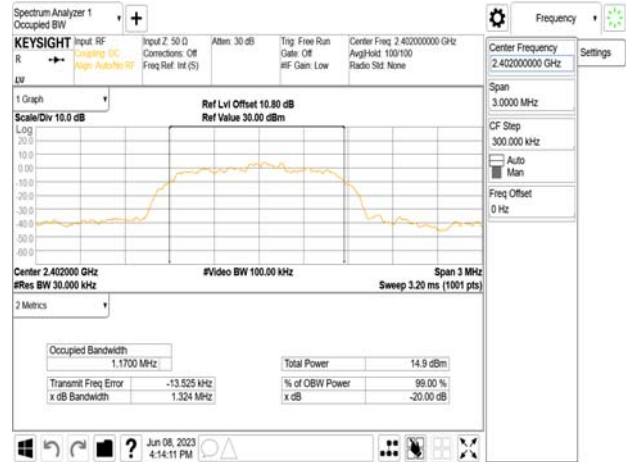 Spectrum Analyzer 1
Occupied BW
Frequency
KEYSIGHT
R
Input: RF
Coupling: DC
Align: Auto/No RF
Input Z: 50 Ω
Corrections: Off
Freq Ref: Int (S)
Atten: 30 dB
Trig: Free Run
Gate: Off
#IF Gain: Low
Center Freq: 2.402000000 GHz
Avg|Hold: 100/100
Radio Std: None
Center Frequency
2.402000000 GHz
Settings
Span
3.0000 MHz
CF Step
300.000 kHz
Auto
Man
Freq Offset
0 Hz
1 Graph
Scale/Div 10.0 dB
Ref Lvl Offset 10.80 dB
Ref Value 30.00 dBm
Log
20.0
10.0
0.00
-10.0
-20.0
-30.0
-40.0
-50.0
-60.0
Center 2.402000 GHz
#Res BW 30.000 kHz
#Video BW 100.00 kHz
Span 3 MHz
Sweep 3.20 ms (1001 pts)
2 Metrics
Occupied Bandwidth
1.1700 MHz
Total Power 14.9 dBm
Transmit Freq Error -13.525 kHz
% of OBW Power 99.00 %
x dB Bandwidth 1.324 MHz
x dB -20.00 dB
?
Jun 08, 2023
4:14:11 PM